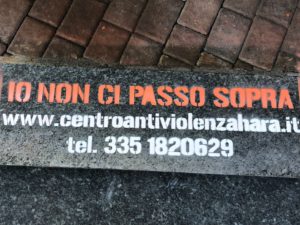 IO NON CI PASSO SOPRA
www.centroantiviolenzahara.it
tel. 335 1820629